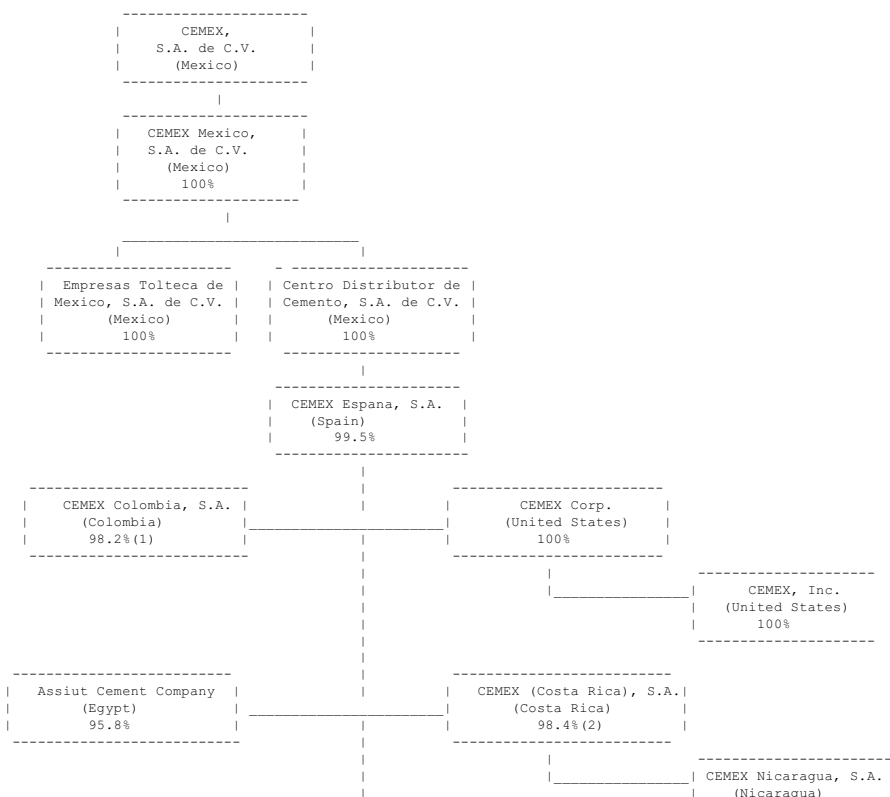 CEMEX,
S.A. de C.V.
(Mexico)
CEMEX Mexico,
S.A. de C.V.
(Mexico)
100%
Empresas Tolteca de
Mexico, S.A. de C.V.
(Mexico)
100%
Centro Distributor de
Cemento, S.A. de C.V.
(Mexico)
100%
CEMEX Espana, S.A.
(Spain)
99.5%
CEMEX Colombia, S.A.
(Colombia)
98.2%(1)
CEMEX Corp.
(United States)
100%
CEMEX, Inc.
(United States)
100%
Assiut Cement Company
(Egypt)
95.8%
CEMEX (Costa Rica), S.A.
(Costa Rica)
98.4%(2)
CEMEX Nicaragua, S.A.
(Nicaragua)